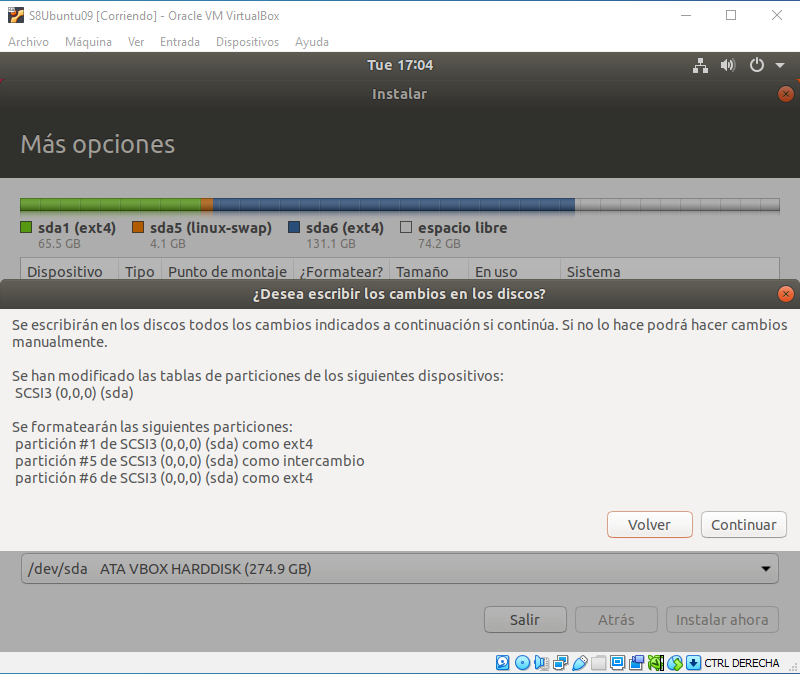 S8Ubuntu09 [Corriendo] - Oracle VM VirtualBox
Archivo Máquina Ver Entrada Dispositivos Ayuda
Tue 17:04
Instalar
Más opciones
sda1 (ext4) sda5 (linux-swap) sda6 (ext4) espacio libre
65.5 GB 4.1 GB 131.1 GB 74.2 GB
Dispositivo Tipo Punto de montaje ¿Formatear? Tamaño En uso Sistema
¿Desea escribir los cambios en los discos?
Se escribirán en los discos todos los cambios indicados a continuación si continúa. Si no lo hace podrá hacer cambios
manualmente.
Se han modificado las tablas de particiones de los siguientes dispositivos:
SCSI3 (0,0,0) (sda)
Se formatearán las siguientes particiones:
partición #1 de SCSI3 (0,0,0) (sda) como ext4
partición #5 de SCSI3 (0,0,0) (sda) como intercambio
partición #6 de SCSI3 (0,0,0) (sda) como ext4
Volver Continuar
/dev/sda ATA VBOX HARDDISK (274.9 GB)
Salir Atrás Instalar ahora
CTRL DERECHA